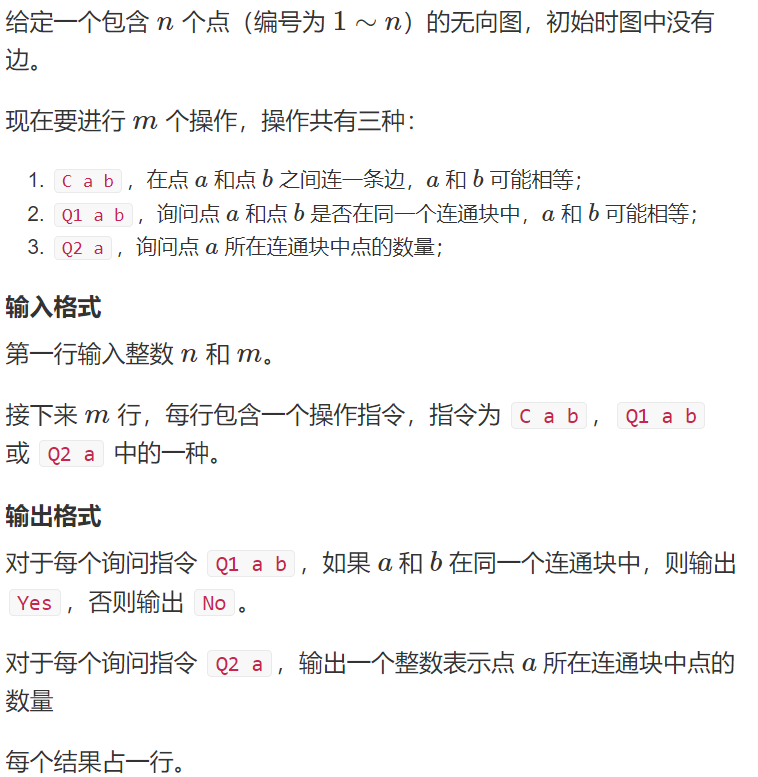 给定一个包含 n 个点（编号为 1 ∼ n）的无向图，初始时图中没有
边。
现在要进行 m 个操作，操作共有三种：
1. C a b，在点 a 和点 b 之间连一条边，a 和 b 可能相等；
2. Q1 a b，询问点 a 和点 b 是否在同一个连通块中，a 和 b 可能相等；
3. Q2 a，询问点 a 所在连通块中点的数量；
输入格式
第一行输入整数 n 和 m。
接下来 m 行，每行包含一个操作指令，指令为 C a b，Q1 a b
或 Q2 a 中的一种。
输出格式
对于每个询问指令 Q1 a b，如果 a 和 b 在同一个连通块中，则输出
Yes，否则输出 No。
对于每个询问指令 Q2 a，输出一个整数表示点 a 所在连通块中点的
数量
每个结果占一行。